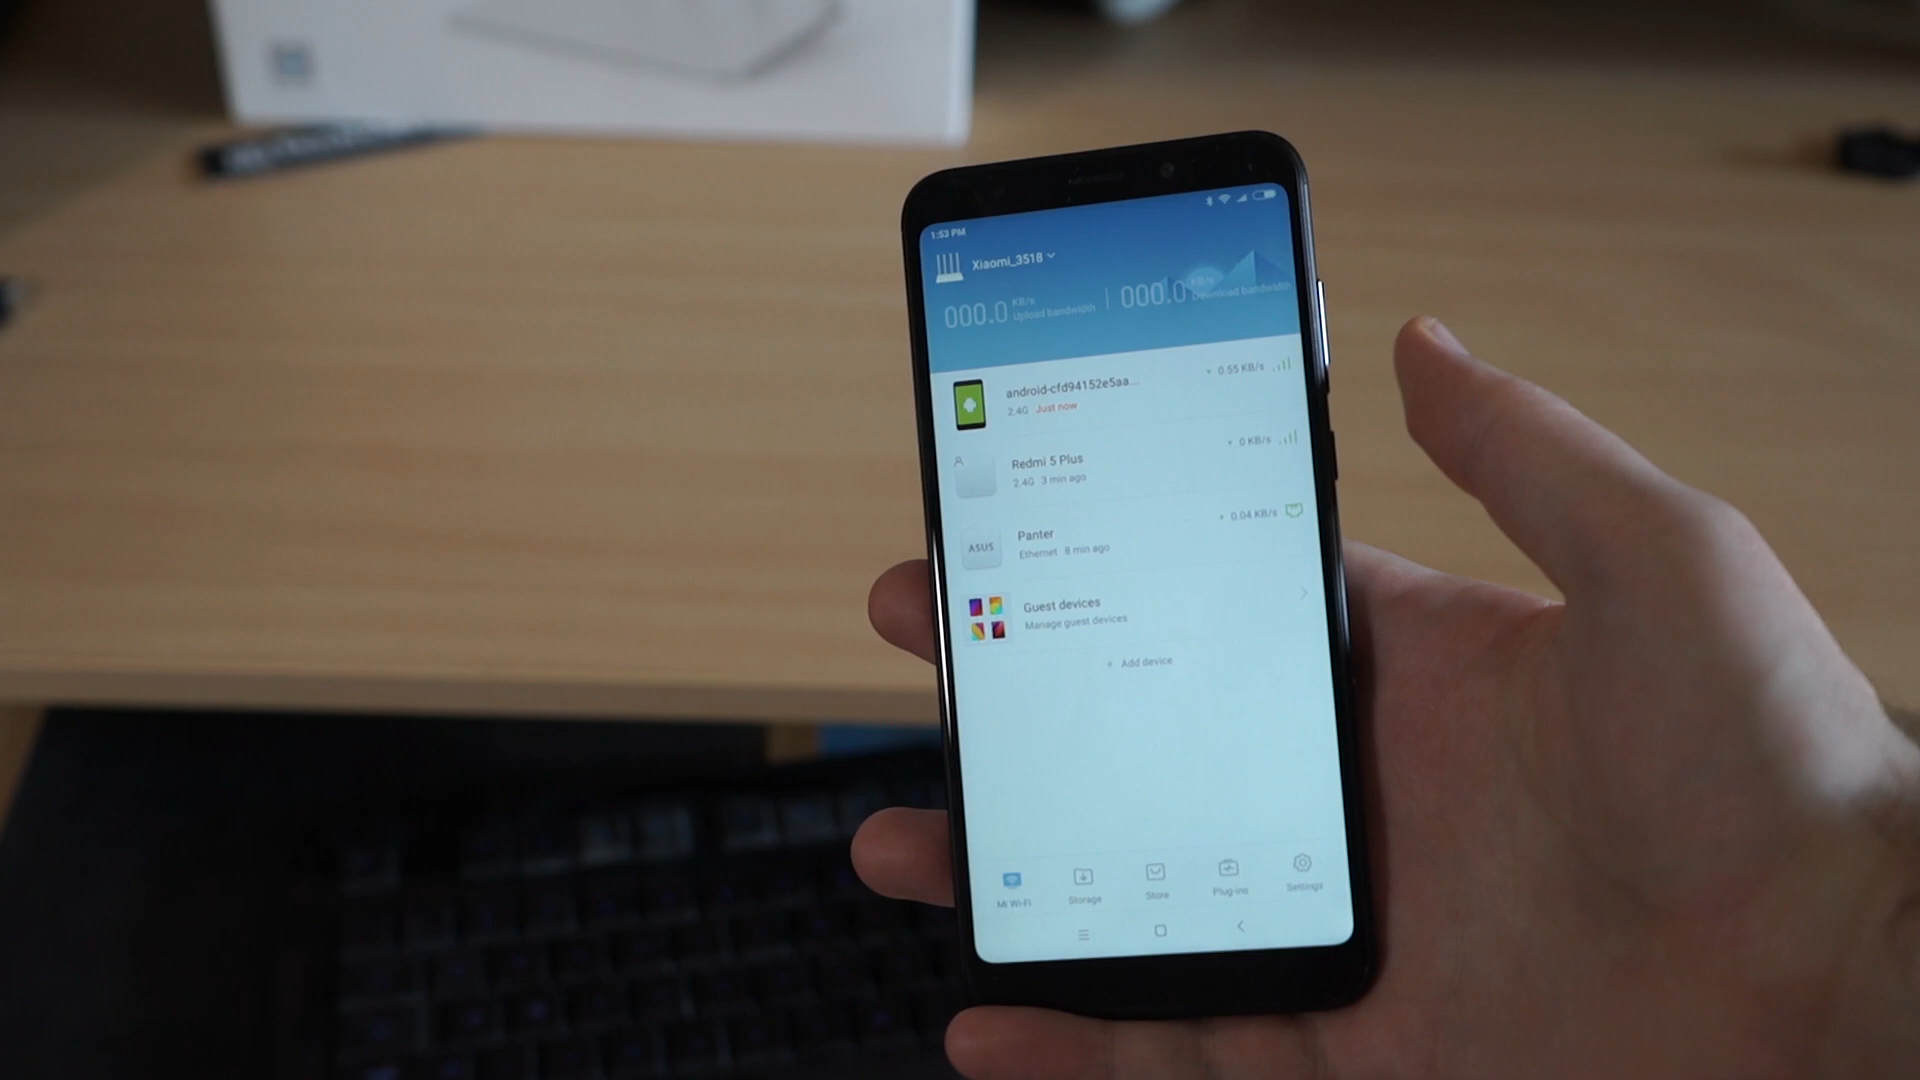 1:53 PM
Xiaomi_3518
000.0 KB/s Upload bandwidth
000.0 KB/s Download bandwidth
android-cfd94152e5aa...
2.4G Just now
0.55 KB/s
Redmi 5 Plus
2.4G 3 min ago
0 KB/s
ASUS
Panter
Ethernet 8 min ago
0.04 KB/s
Guest devices
Manage guest devices
+ Add device
Mi Wi-Fi
Storage
Store
Plug-ins
Settings